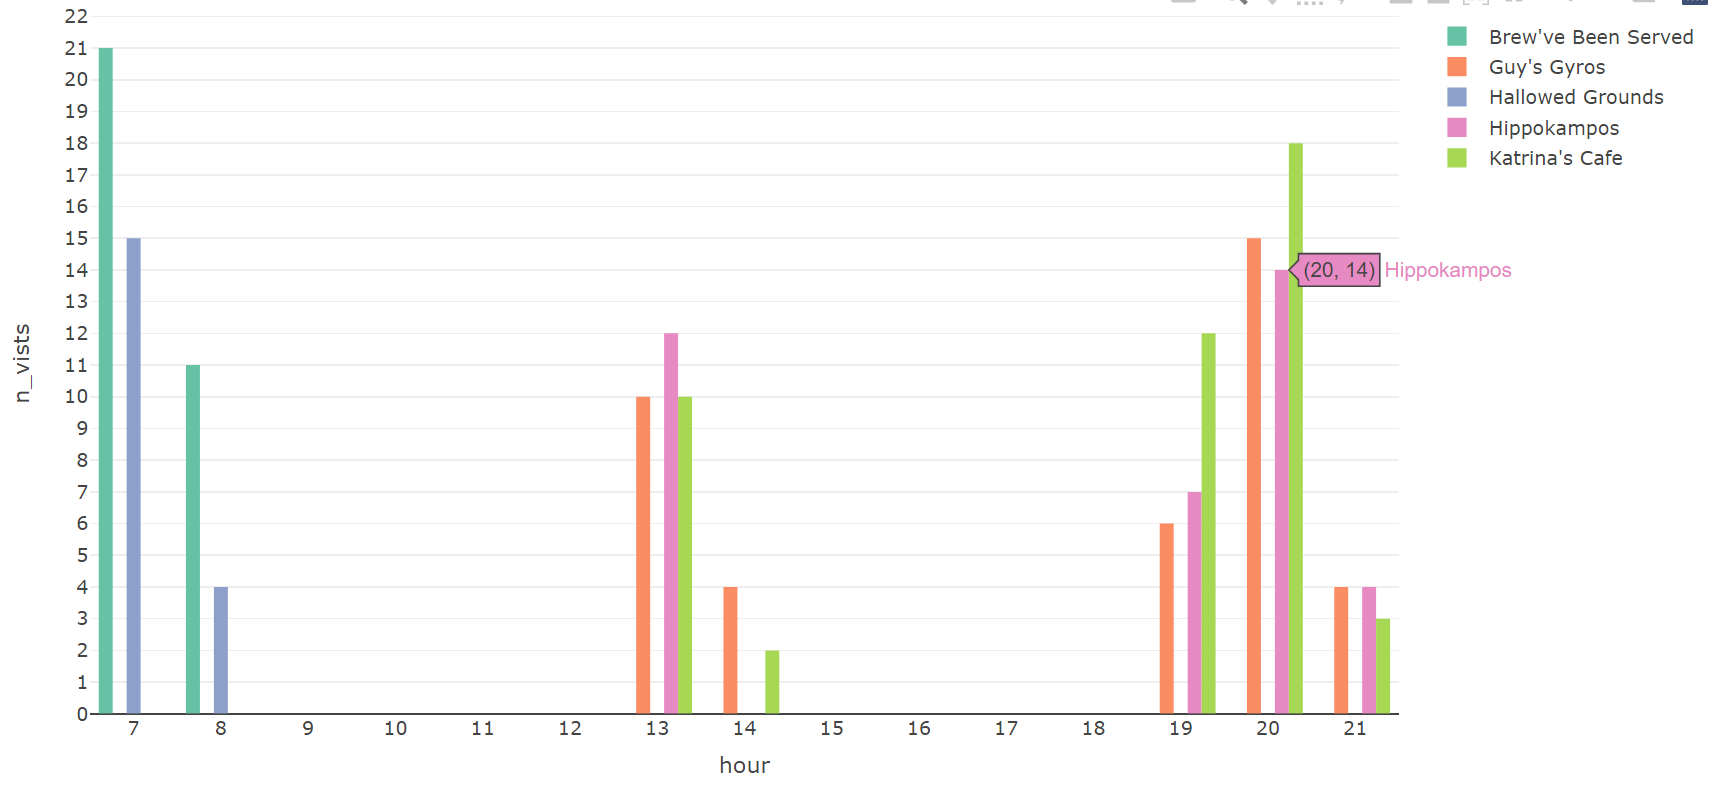 22
21
20
19
18
17
16
15
14
13
12
11
10
9
8
7
6
5
4
3
2
1
0
n_vists
7 8 9 10 11 12 13 14 15 16 17 18 19 20 21
hour
(20, 14) Hippokampos
Brew've Been Served
Guy's Gyros
Hallowed Grounds
Hippokampos
Katrina's Cafe